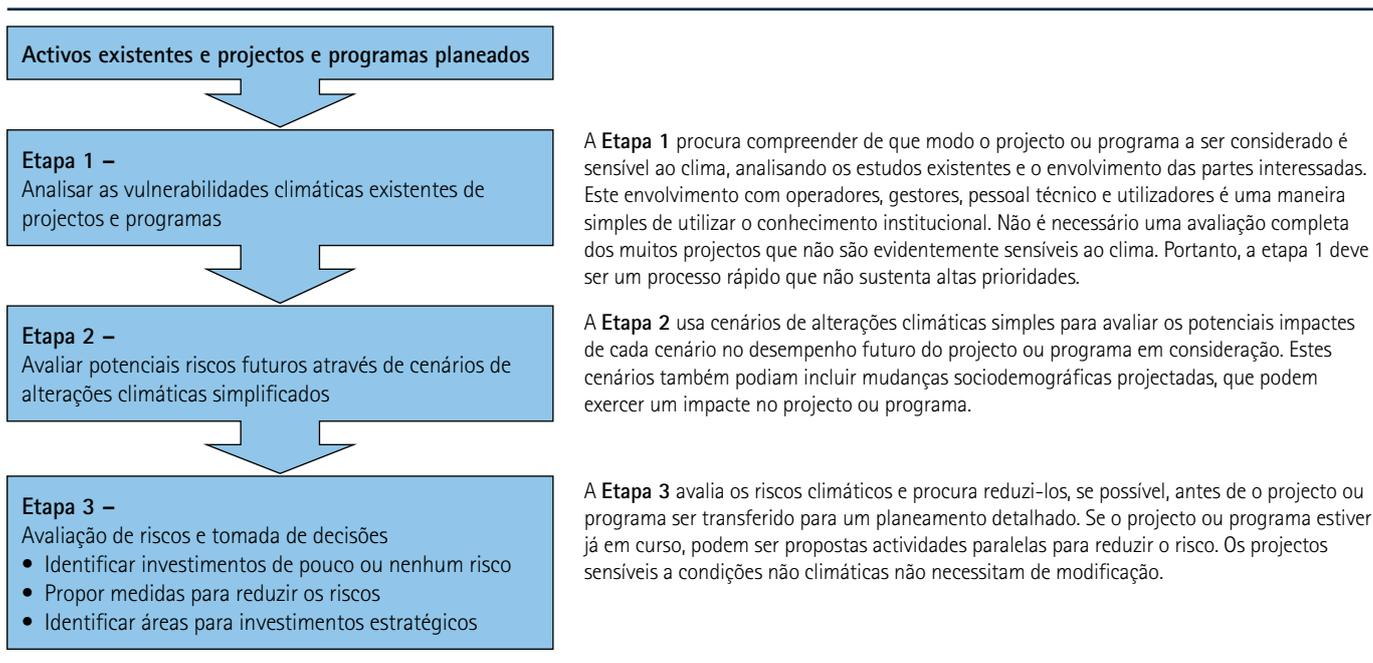 Activos existentes e projectos e programas planeados
Etapa 1 –
Analisar as vulnerabilidades climáticas existentes de
projectos e programas
A Etapa 1 procura compreender de que modo o projecto ou programa a ser considerado é
sensível ao clima, analisando os estudos existentes e o envolvimento das partes interessadas.
Este envolvimento com operadores, gestores, pessoal técnico e utilizadores é uma maneira
simples de utilizar o conhecimento institucional. Não é necessário uma avaliação completa
dos muitos projectos que não são evidentemente sensíveis ao clima. Portanto, a etapa 1 deve
ser um processo rápido que não sustenta altas prioridades.
Etapa 2 –
Avaliar potenciais riscos futuros através de cenários de
alterações climáticas simplificados
A Etapa 2 usa cenários de alterações climáticas simples para avaliar os potenciais impactes
de cada cenário no desempenho futuro do projecto ou programa em consideração. Estes
cenários também podiam incluir mudanças sociodemográficas projectadas, que podem
exercer um impacte no projecto ou programa.
Etapa 3 –
Avaliação de riscos e tomada de decisões
• Identificar investimentos de pouco ou nenhum risco
• Propor medidas para reduzir os riscos
• Identificar áreas para investimentos estratégicos
A Etapa 3 avalia os riscos climáticos e procura reduzi-los, se possível, antes de o projecto ou
programa ser transferido para um planeamento detalhado. Se o projecto ou programa estiver
já em curso, podem ser propostas actividades paralelas para reduzir o risco. Os projectos
sensíveis a condições não climáticas não necessitam de modificação.